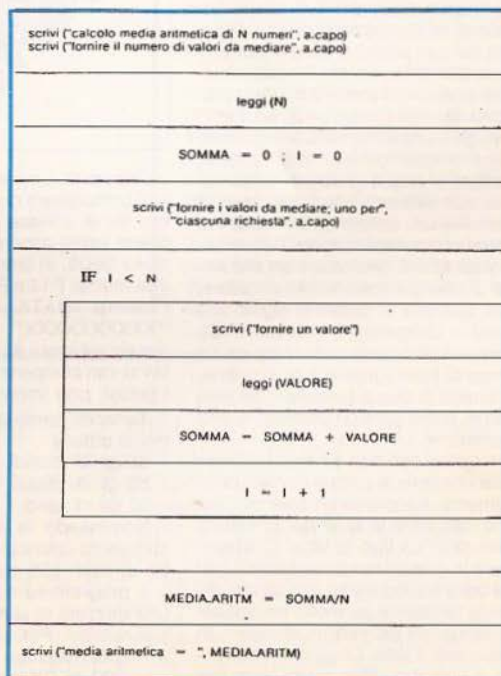 scrivi ("calcolo media aritmetica di N numeri", a.capo)
scrivi ("fornire il numero di valori da mediare", a.capo)
leggi (N)
SOMMA = 0 ; I = 0
scrivi ("fornire i valori da mediare; uno per",
"ciascuna richiesta", a.capo)
IF I < N
scrivi ("fornire un valore")
leggi (VALORE)
SOMMA = SOMMA + VALORE
I = I + 1
MEDIA.ARITM = SOMMA/N
scrivi ("media aritmetica = ", MEDIA.ARITM)